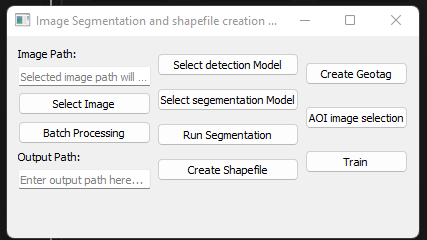 Image Segmentation and shapefile creation ...
Image Path:
Selected image path will ...
Select Image
Batch Processing
Output Path:
Enter output path here...
Select detection Model
Select segementation Model
Run Segmentation
Create Shapefile
Create Geotag
AOI image selection
Train